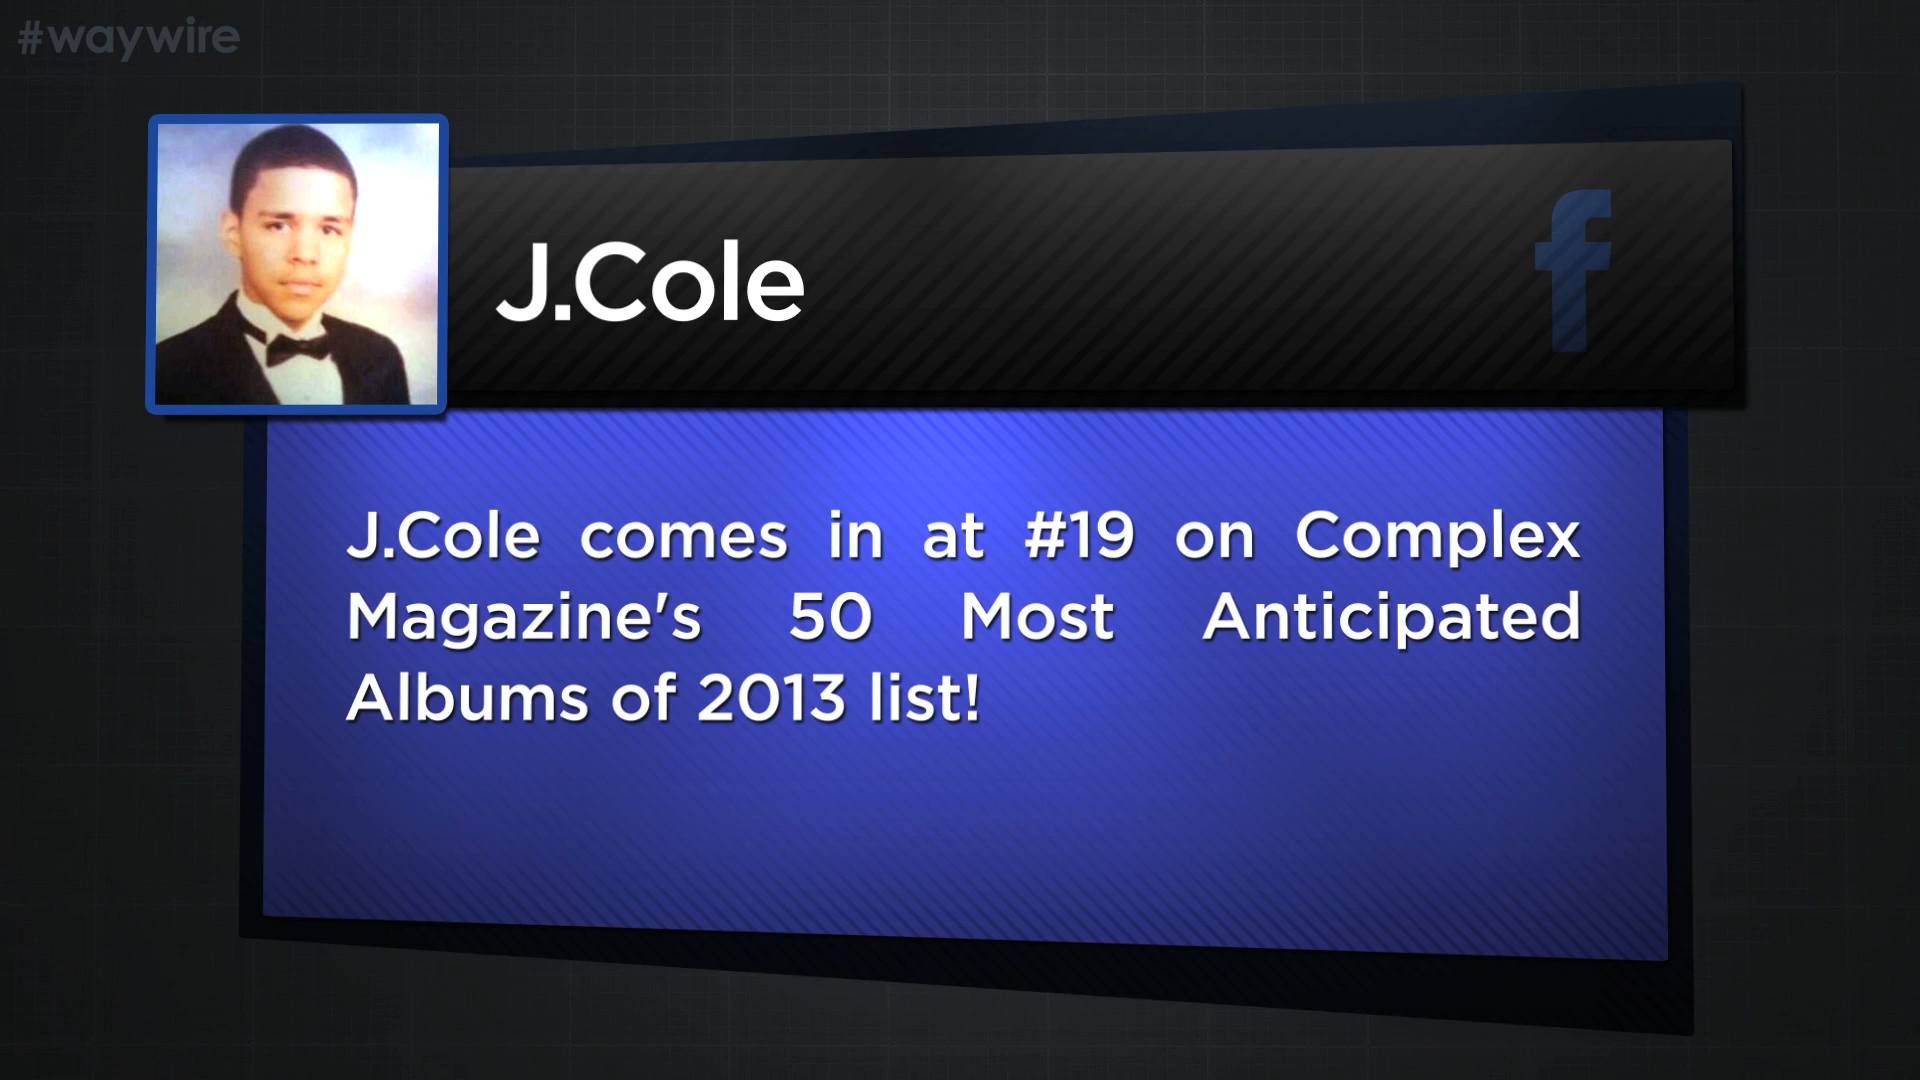 #waywire
J.Cole
f
J.Cole comes in at #19 on Complex
Magazine's 50 Most Anticipated
Albums of 2013 list!